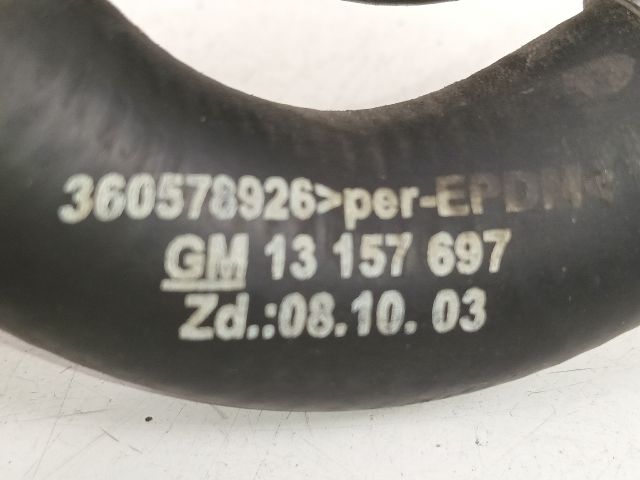 360578926>per-EPDM<
GM 13 157 697
Zd.:08.10. 03